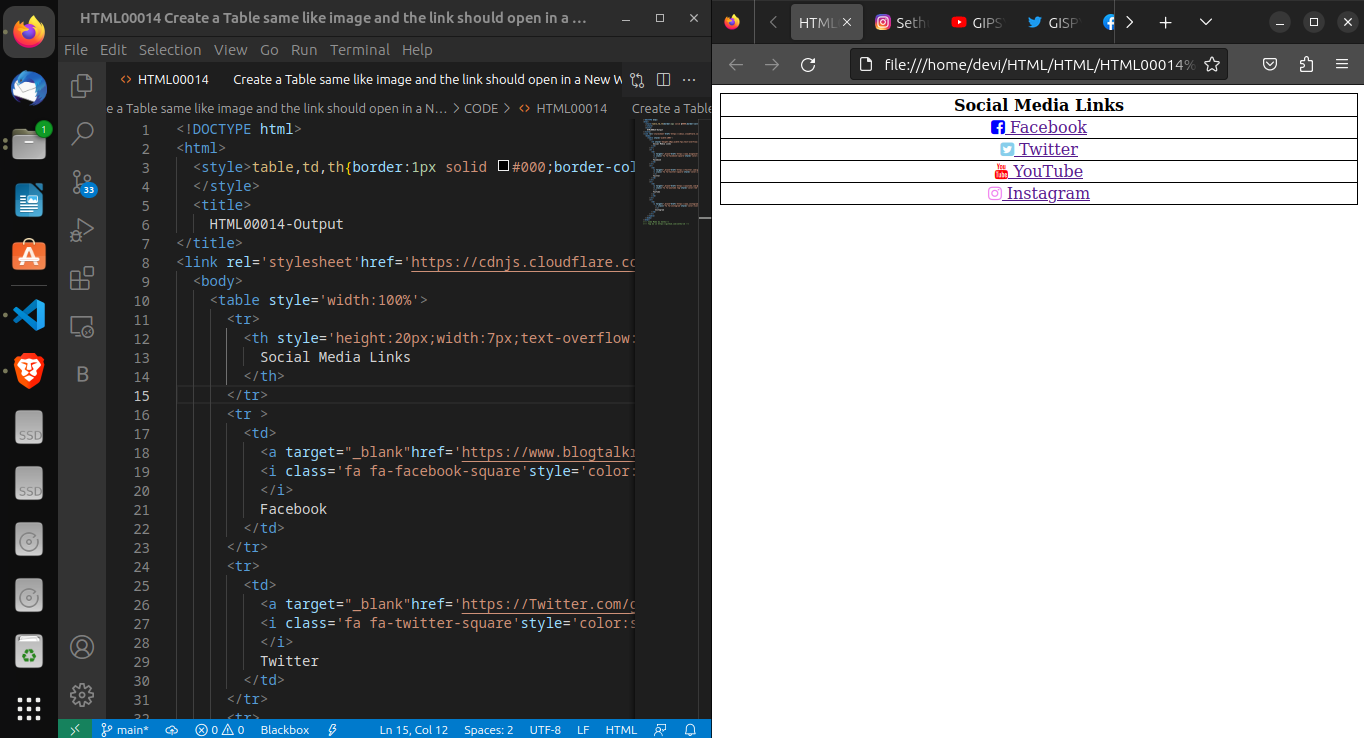 HTML00014 Create a Table same like image and the link should open in a ...
File Edit Selection View Go Run Terminal Help
HTML00014 Create a Table same like image and the link should open in a New W
e a Table same like image and the link should open in a N... > CODE > <> HTML00014 Create a Table
1 <!DOCTYPE html>
2 <html>
3 <style>table,td,th{border:1px solid #000;border-col
4 </style>
5 <title>
6 HTML00014-Output
7 </title>
8 <link rel='stylesheet'href='https://cdnjs.cloudflare.co
9 <body>
10 <table style='width:100%'>
11 <tr>
12 <th style='height:20px;width:7px;text-overflow:
13 Social Media Links
14 </th>
15 </tr>
16 <tr >
17 <td>
18 <a target="_blank"href='https://www.blogtalkr
19 <i class='fa fa-facebook-square'style='color:
20 </i>
21 Facebook
22 </td>
23 </tr>
24 <tr>
25 <td>
26 <a target="_blank"href='https://Twitter.com/
27 <i class='fa fa-twitter-square'style='color:s
28 </i>
29 Twitter
30 </td>
31 </tr>
32 <tr>
33
1
SSD
SSD
B
main* 0 0 Blackbox Ln 15, Col 12 Spaces: 2 UTF-8 LF HTML
HTML Seth GIPS GISP
file:///home/devi/HTML/HTML/HTML00014%
Social Media Links
Facebook
Twitter
YouTube
Instagram